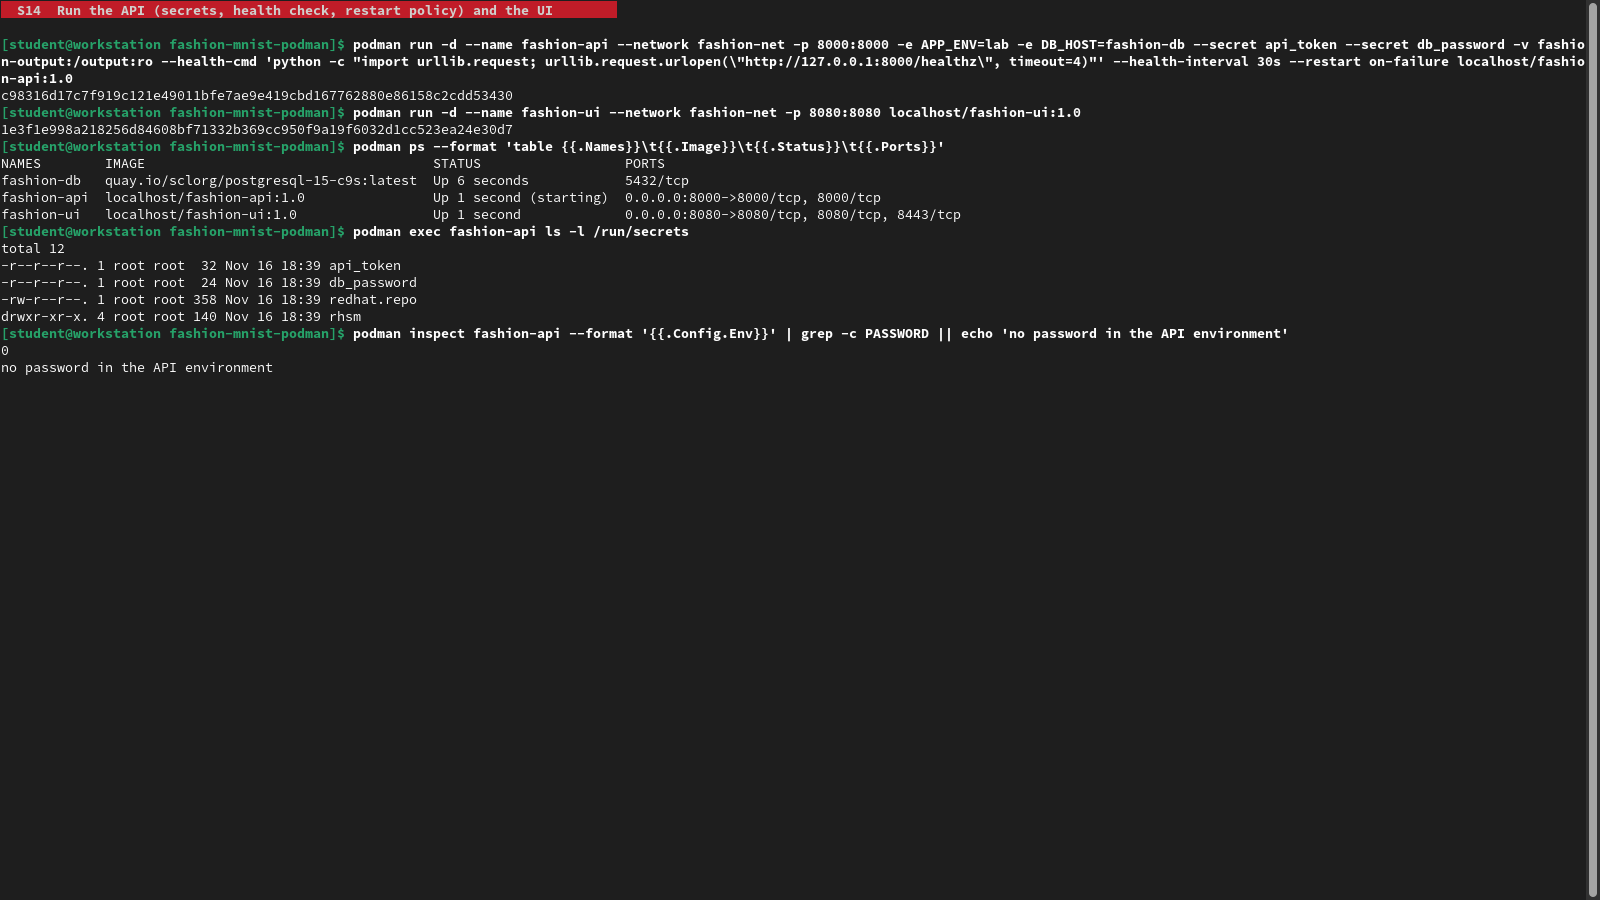 S14  Run the API (secrets, health check, restart policy) and the UI
[student@workstation fashion-mnist-podman]$ podman run -d --name fashion-api --network fashion-net -p 8000:8000 -e APP_ENV=lab -e DB_HOST=fashion-db --secret api_token --secret db_password -v fashio
n-output:/output:ro --health-cmd 'python -c "import urllib.request; urllib.request.urlopen(\"http://127.0.0.1:8000/healthz\", timeout=4)"' --health-interval 30s --restart on-failure localhost/fashio
n-api:1.0
c98316d17c7f919c121e49011bfe7ae9e419cbd167762880e86158c2cdd53430
[student@workstation fashion-mnist-podman]$ podman run -d --name fashion-ui --network fashion-net -p 8080:8080 localhost/fashion-ui:1.0
1e3f1e998a218256d84608bf71332b369cc950f9a19f6032d1cc523ea24e30d7
[student@workstation fashion-mnist-podman]$ podman ps --format 'table {{.Names}}\t{{.Image}}\t{{.Status}}\t{{.Ports}}'
NAMES        IMAGE                                    STATUS                  PORTS
fashion-db   quay.io/sclorg/postgresql-15-c9s:latest  Up 6 seconds            5432/tcp
fashion-api  localhost/fashion-api:1.0                Up 1 second (starting)  0.0.0.0:8000->8000/tcp, 8000/tcp
fashion-ui   localhost/fashion-ui:1.0                 Up 1 second             0.0.0.0:8080->8080/tcp, 8080/tcp, 8443/tcp
[student@workstation fashion-mnist-podman]$ podman exec fashion-api ls -l /run/secrets
total 12
-r--r--r--. 1 root root  32 Nov 16 18:39 api_token
-r--r--r--. 1 root root  24 Nov 16 18:39 db_password
-rw-r--r--. 1 root root 358 Nov 16 18:39 redhat.repo
drwxr-xr-x. 4 root root 140 Nov 16 18:39 rhsm
[student@workstation fashion-mnist-podman]$ podman inspect fashion-api --format '{{.Config.Env}}' | grep -c PASSWORD || echo 'no password in the API environment'
0
no password in the API environment